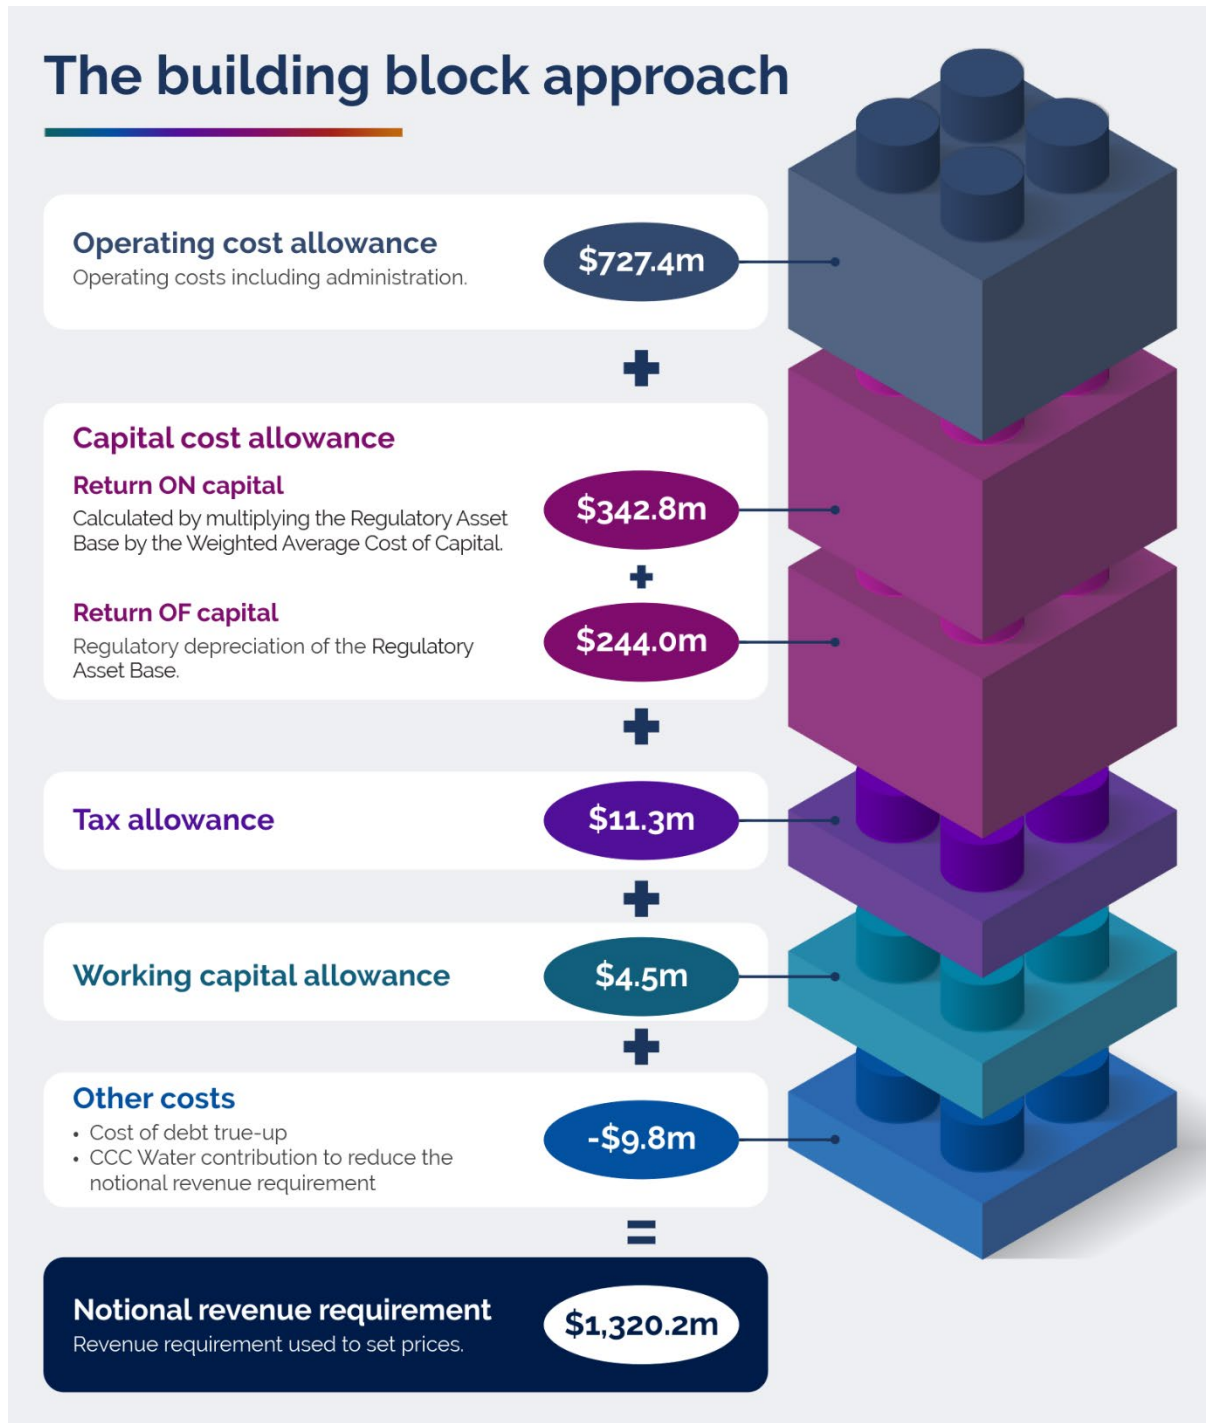 The building block approach
Operating cost allowance
Operating costs including administration.
$727.4m
+
Capital cost allowance
Return ON capital
Calculated by multiplying the Regulatory Asset
Base by the Weighted Average Cost of Capital.
$342.8m
+
Return OF capital
Regulatory depreciation of the Regulatory
Asset Base.
$244.0m
+
Tax allowance
$11.3m
+
Working capital allowance
$4.5m
+
Other costs
• Cost of debt true-up
• CCC Water contribution to reduce the
notional revenue requirement
-$9.8m
=
Notional revenue requirement
Revenue requirement used to set prices.
$1,320.2m